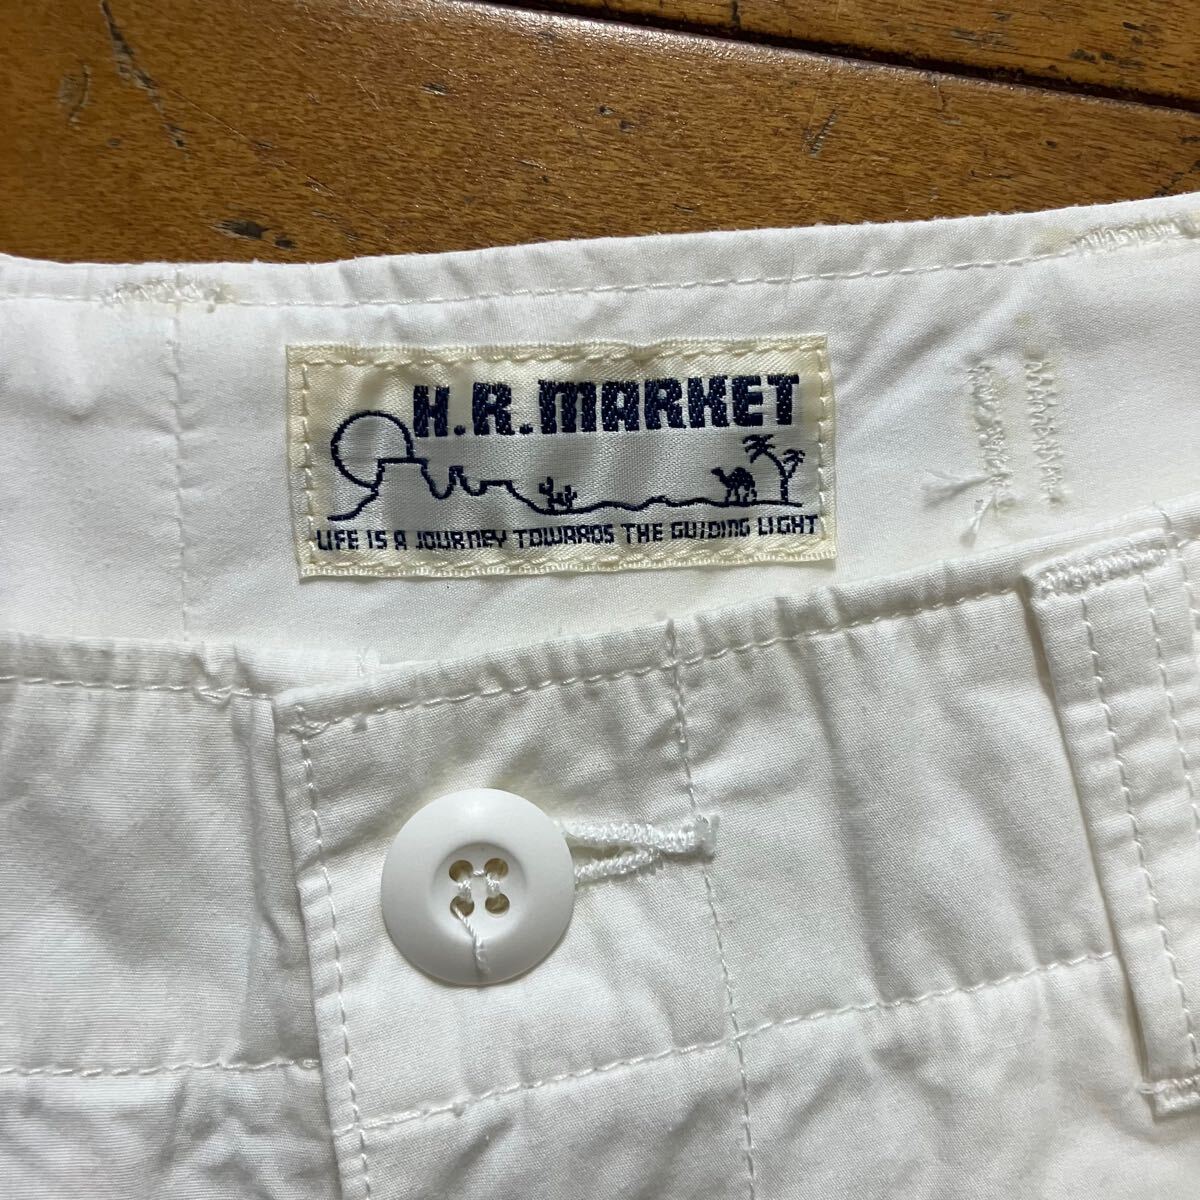 H.R.MARKET
LIFE IS A JOURNEY TOWARDS THE GUIDING LIGHT